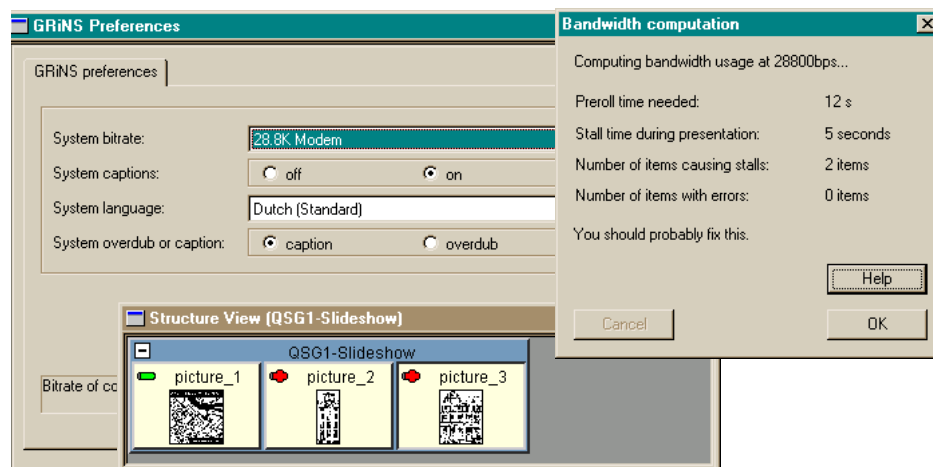 GRiNS Preferences
GRiNS preferences
System bitrate: 28.8K Modem
System captions: off on
System language: Dutch (Standard)
System overdub or caption: caption overdub
Bitrate of co
Bandwidth computation
Computing bandwidth usage at 28800bps...
Preroll time needed: 12 s
Stall time during presentation: 5 seconds
Number of items causing stalls: 2 items
Number of items with errors: 0 items
You should probably fix this.
Help
Cancel OK
Structure View (QSG1-Slideshow)
QSG1-Slideshow
picture_1 picture_2 picture_3